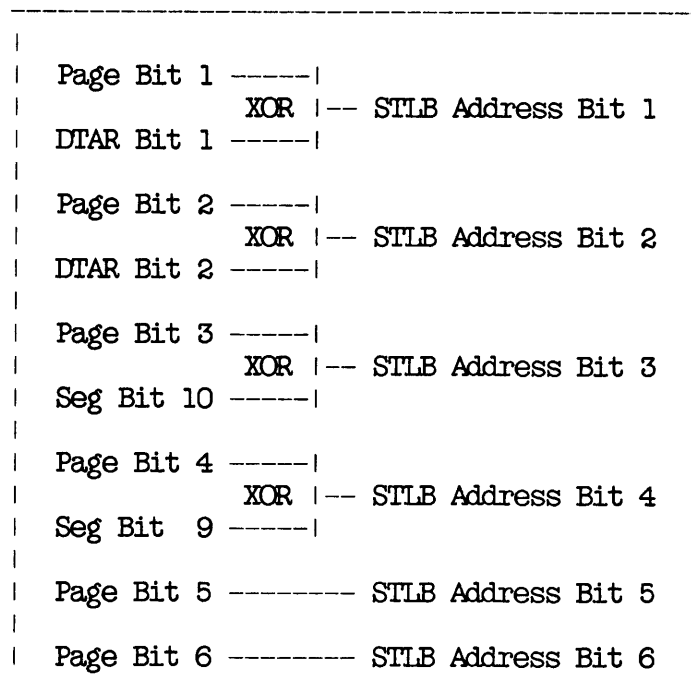 Page Bit 1 -----|
XOR |-- STLB Address Bit 1
DTAR Bit 1 -----|
Page Bit 2 -----|
XOR |-- STLB Address Bit 2
DTAR Bit 2 -----|
Page Bit 3 -----|
XOR |-- STLB Address Bit 3
Seg Bit 10 -----|
Page Bit 4 -----|
XOR |-- STLB Address Bit 4
Seg Bit 9 -----|
Page Bit 5 -------- STLB Address Bit 5
Page Bit 6 -------- STLB Address Bit 6